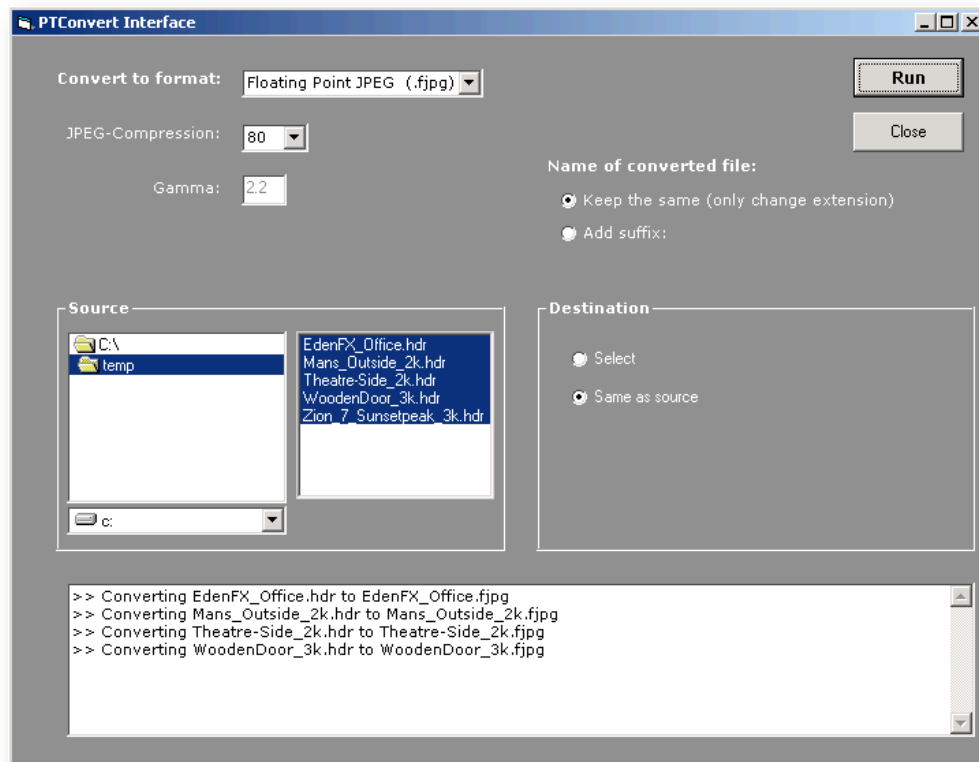 PTConvert Interface
Convert to format:
Floating Point JPEG (.fjpg)
Run
JPEG-Compression:
80
Close
Gamma:
2.2
Name of converted file:
Keep the same (only change extension)
Add suffix:
Source
C:\
temp
c:
EdenFX_Office.hdr
Mans_Outside_2k.hdr
Theatre-Side_2k.hdr
WoodenDoor_3k.hdr
Zion_7_Sunsetpeak_3k.hdr
Destination
Select
Same as source
>> Converting EdenFX_Office.hdr to EdenFX_Office.fjpg
>> Converting Mans_Outside_2k.hdr to Mans_Outside_2k.fjpg
>> Converting Theatre-Side_2k.hdr to Theatre-Side_2k.fjpg
>> Converting WoodenDoor_3k.hdr to WoodenDoor_3k.fjpg